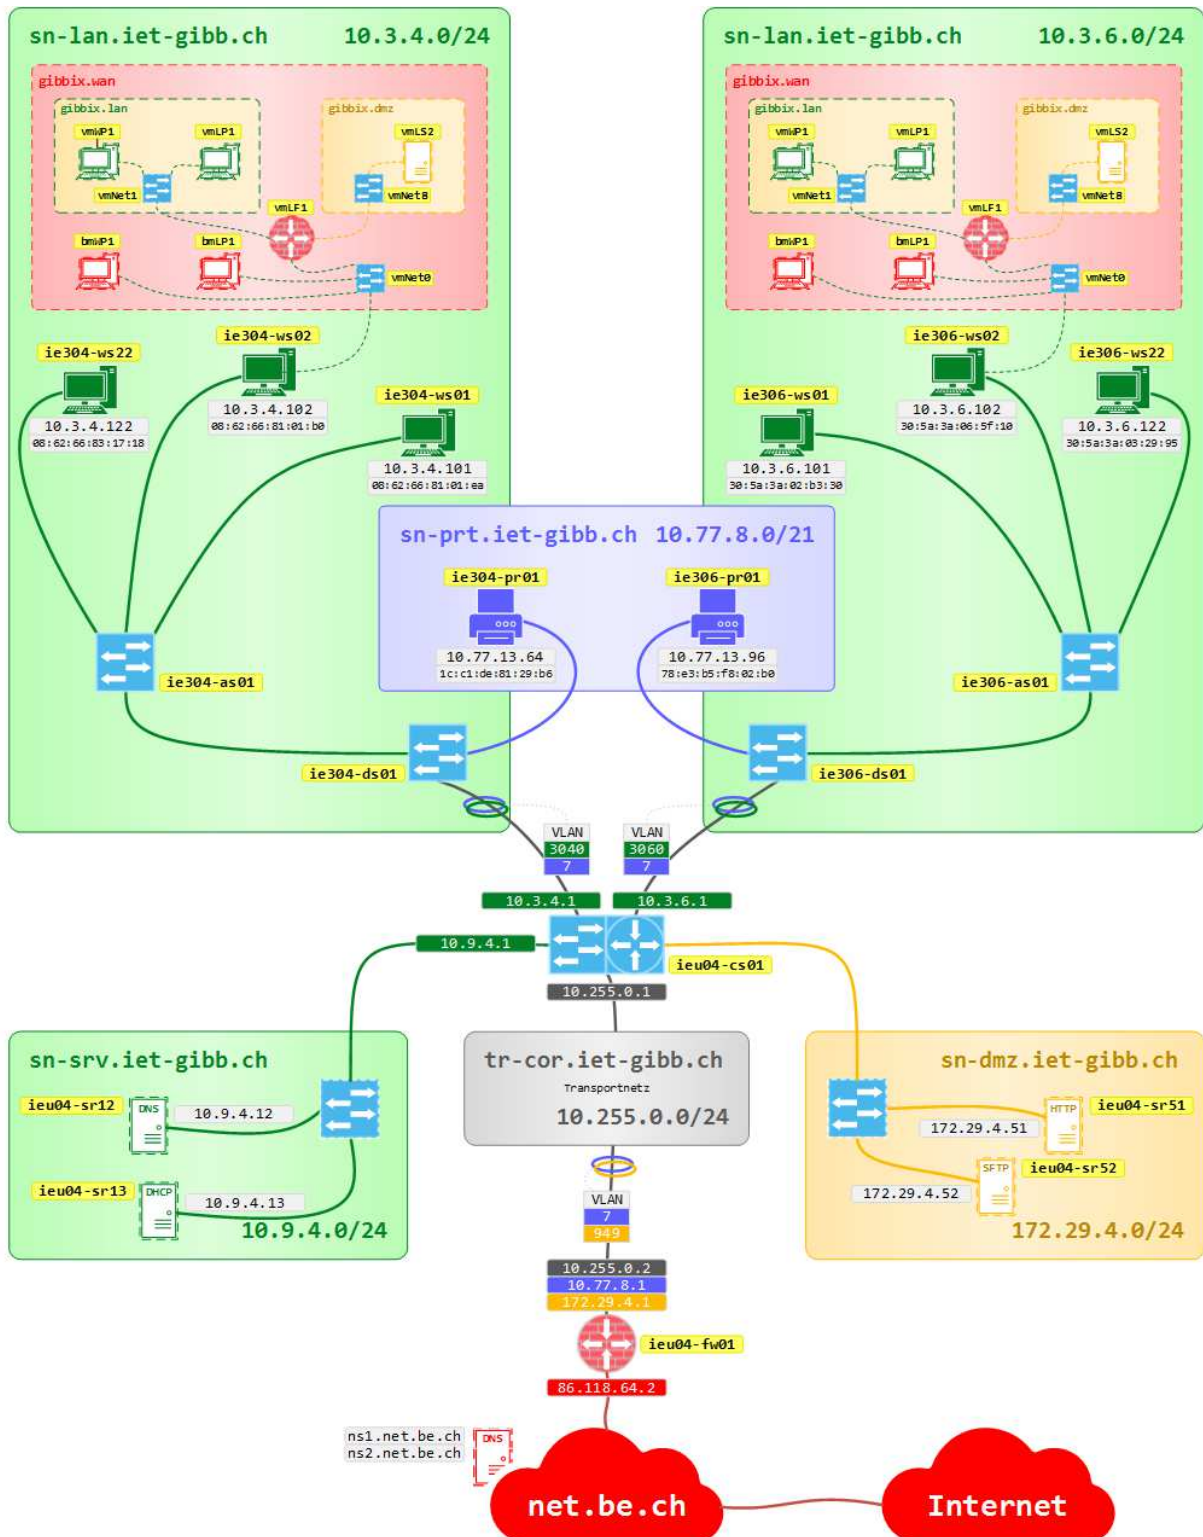 sn-lan.iet-gibb.ch 10.3.4.0/24
gibbix.wan
gibbix.lan
gibbix.dmz
vmWP1
vmLP1
vmLS2
vmNet1
vmNet8
vmLF1
bmWP1
bmLP1
vmNet0
ie304-ws02
ie304-ws22
10.3.4.102
08:62:66:81:01:b0
ie304-ws01
10.3.4.122
08:62:66:83:17:18
10.3.4.101
08:62:66:81:01:ea
ie304-as01
ie304-ds01
sn-lan.iet-gibb.ch 10.3.6.0/24
gibbix.wan
gibbix.lan
gibbix.dmz
vmWP1
vmLP1
vmLS2
vmNet1
vmNet8
vmLF1
bmWP1
bmLP1
vmNet0
ie306-ws02
ie306-ws22
ie306-ws01
10.3.6.102
30:5a:3a:06:5f:10
10.3.6.122
30:5a:3a:03:29:95
10.3.6.101
30:5a:3a:02:b3:30
ie306-as01
ie306-ds01
sn-prt.iet-gibb.ch 10.77.8.0/21
ie304-pr01
10.77.13.64
1c:c1:de:81:29:b6
ie306-pr01
10.77.13.96
78:e3:b5:f8:02:b0
VLAN
3040
7
VLAN
3060
7
10.3.4.1
10.3.6.1
10.9.4.1
ieu04-cs01
10.255.0.1
sn-srv.iet-gibb.ch
ieu04-sr12
DNS
10.9.4.12
ieu04-sr13
DHCP
10.9.4.13
10.9.4.0/24
tr-cor.iet-gibb.ch
Transportnetz
10.255.0.0/24
sn-dmz.iet-gibb.ch
HTTP
ieu04-sr51
172.29.4.51
SFTP
ieu04-sr52
172.29.4.52
172.29.4.0/24
VLAN
7
949
10.255.0.2
10.77.8.1
172.29.4.1
ieu04-fw01
86.118.64.2
ns1.net.be.ch
ns2.net.be.ch
DNS
net.be.ch
Internet